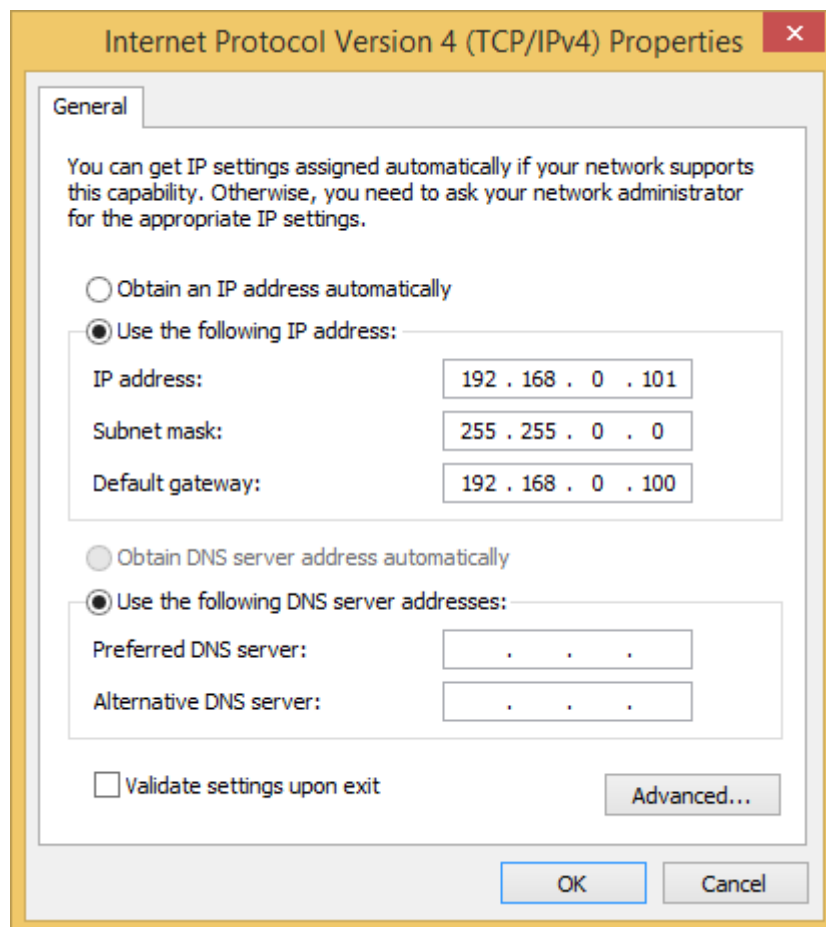 Internet Protocol Version 4 (TCP/IPv4) Properties
General
You can get IP settings assigned automatically if your network supports
this capability. Otherwise, you need to ask your network administrator
for the appropriate IP settings.
Obtain an IP address automatically
Use the following IP address:
IP address: 192 . 168 . 0 . 101
Subnet mask: 255 . 255 . 0 . 0
Default gateway: 192 . 168 . 0 . 100
Obtain DNS server address automatically
Use the following DNS server addresses:
Preferred DNS server: . . .
Alternative DNS server: . . .
Validate settings upon exit
Advanced...
OK Cancel